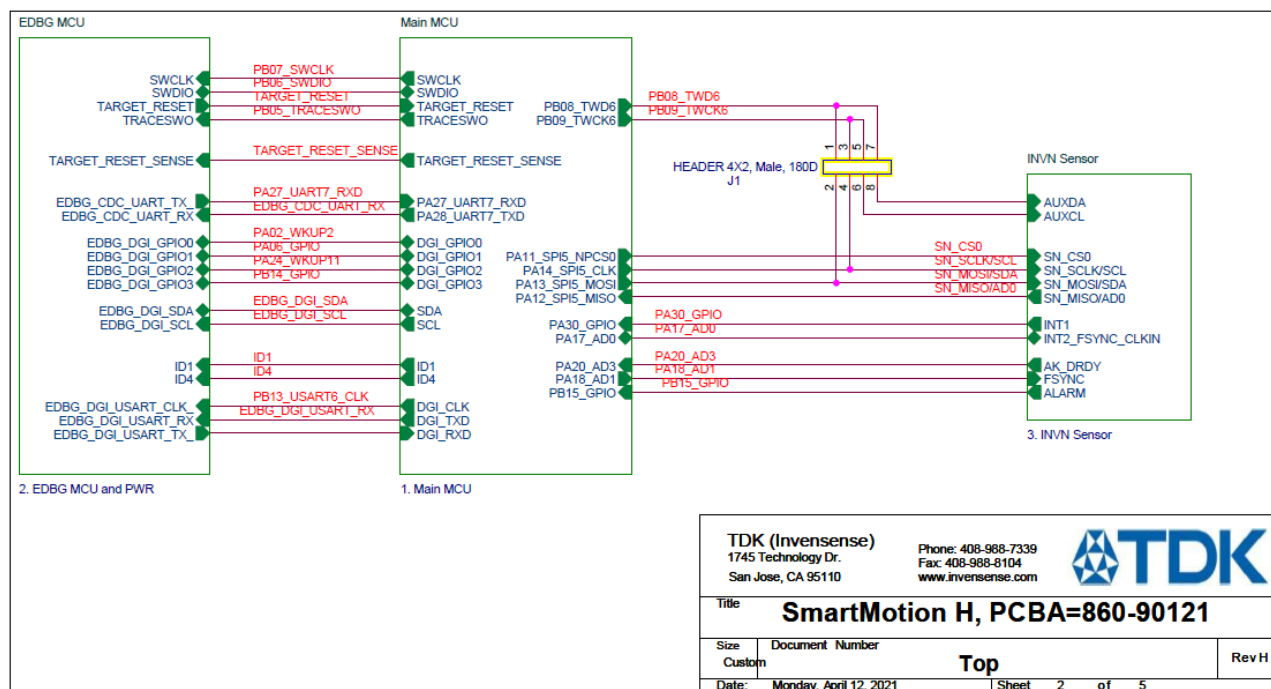 EDBG MCU
Main MCU
SWCLK
SWDIO
TARGET_RESET
TRACESWO
TARGET_RESET_SENSE
EDBG_CDC_UART_TX_
EDBG_CDC_UART_RX
EDBG_DGI_GPIO0
EDBG_DGI_GPIO1
EDBG_DGI_GPIO2
EDBG_DGI_GPIO3
EDBG_DGI_SDA
EDBG_DGI_SCL
ID1
ID4
EDBG_DGI_USART_CLK_
EDBG_DGI_USART_RX
EDBG_DGI_USART_TX_
2. EDBG MCU and PWR
PB07_SWCLK
PB06_SWDIO
TARGET_RESET
PB05_TRACESWO
TARGET_RESET_SENSE
PA27_UART7_RXD
EDBG_CDC_UART_RX
PA02_WKUP2
PA06_GPIO
PA24_WKUP11
PB14_GPIO
EDBG_DGI_SDA
EDBG_DGI_SCL
ID1
ID4
PB13_USART6_CLK
EDBG_DGI_USART_RX
SWCLK
SWDIO
TARGET_RESET
TRACESWO
TARGET_RESET_SENSE
PA27_UART7_RXD
PA28_UART7_TXD
DGI_GPIO0
DGI_GPIO1
DGI_GPIO2
DGI_GPIO3
SDA
SCL
ID1
ID4
DGI_CLK
DGI_TXD
DGI_RXD
1. Main MCU
PB08_TWD6
PB09_TWCK6
PA11_SPI5_NPCS0
PA14_SPI5_CLK
PA13_SPI5_MOSI
PA12_SPI5_MISO
PA30_GPIO
PA17_AD0
PA20_AD3
PA18_AD1
PB15_GPIO
PB08_TWD6
PB09_TWCK6
1 3 5 7
HEADER 4X2, Male, 180D
J1
2 4 6 8
SN_CS0
SN_SCLK/SCL
SN_MOSI/SDA
SN_MISO/AD0
PA30_GPIO
PA17_AD0
PA20_AD3
PA18_AD1
PB15_GPIO
INVN Sensor
AUXDA
AUXCL
SN_CS0
SN_SCLK/SCL
SN_MOSI/SDA
SN_MISO/AD0
INT1
INT2_FSYNC_CLKIN
AK_DRDY
FSYNC
ALARM
3. INVN Sensor
TDK (Invensense)
1745 Technology Dr.
San Jose, CA 95110
Phone: 408-988-7339
Fax: 408-988-8104
www.invensense.com
TDK
Title
SmartMotion H, PCBA=860-90121
Size
Custom
Document Number
Top
Rev H
Date: Monday, April 12, 2021
Sheet 2 of 5